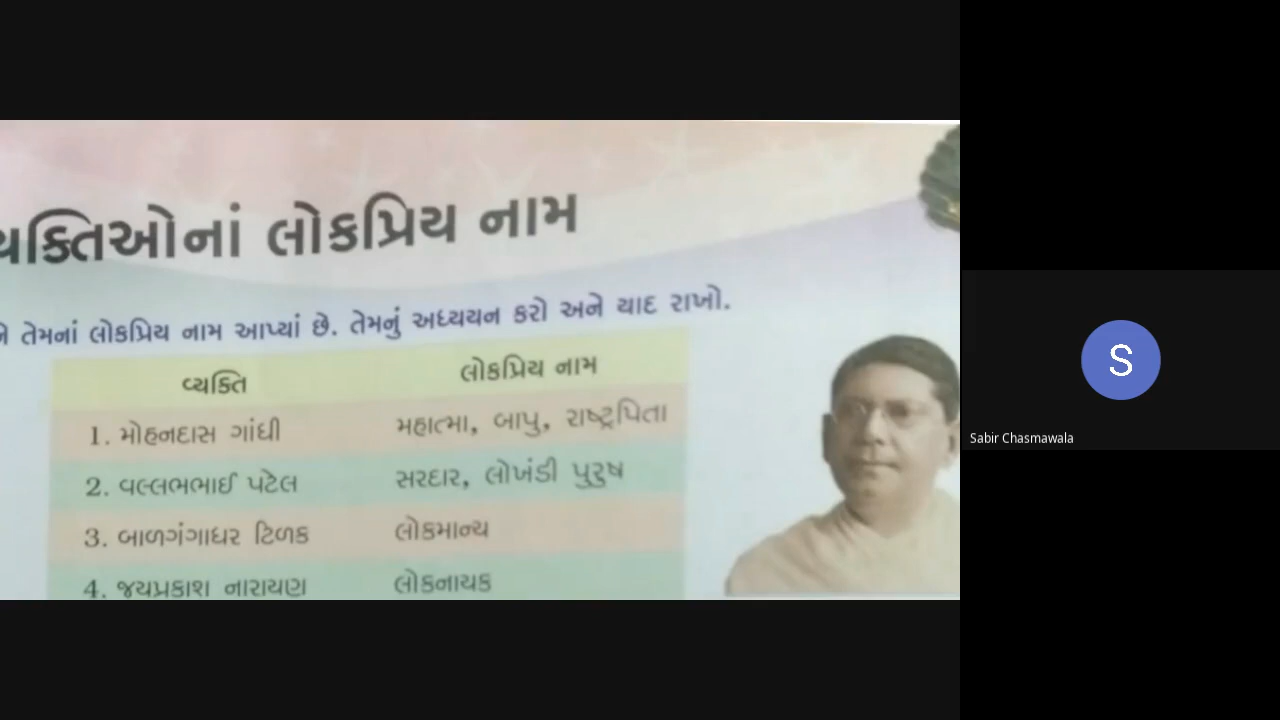 વ્યક્તિઓનાં લોકપ્રિય નામ
તેમનાં લોકપ્રિય નામ આપ્યાં છે. તેમનું અધ્યયન કરો અને યાદ રાખો.
વ્યક્તિ લોકપ્રિય નામ
1. મોહનદાસ ગાંધી મહાત્મા, બાપુ, રાષ્ટ્રપિતા
2. વલ્લભભાઈ પટેલ સરદાર, લોખંડી પુરુષ
3. બાળગંગાધર ટિળક લોકમાન્ય
4. જયપ્રકાશ નારાયણ લોકનાયક
S
Sabir Chasmawala